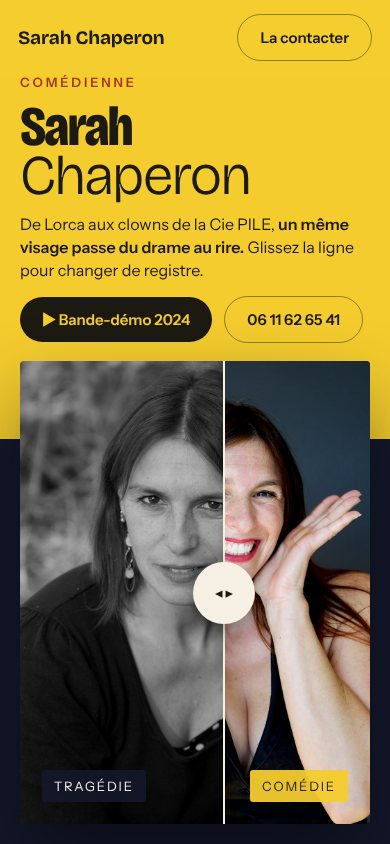 Sarah Chaperon
La contacter
COMÉDIENNE
Sarah
Chaperon
De Lorca aux clowns de la Cie PILE, un même
visage passe du drame au rire. Glissez la ligne
pour changer de registre.
▶ Bande-démo 2024
06 11 62 65 41
TRAGÉDIE
COMÉDIE